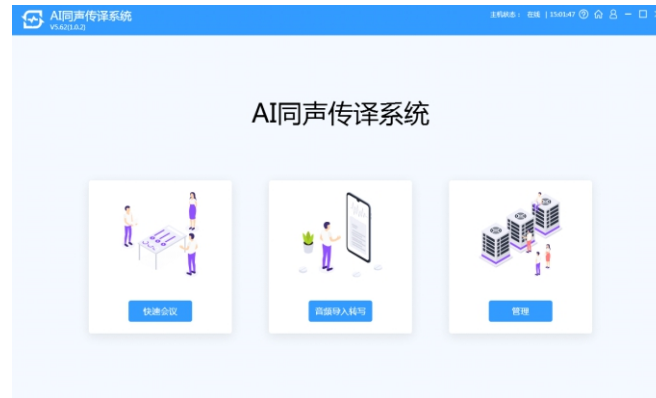 AI同声传译系统
V5.62(1.0.2)
主机状态： 在线 | 15:01:47
AI同声传译系统
快速会议
音频导入转写
管理